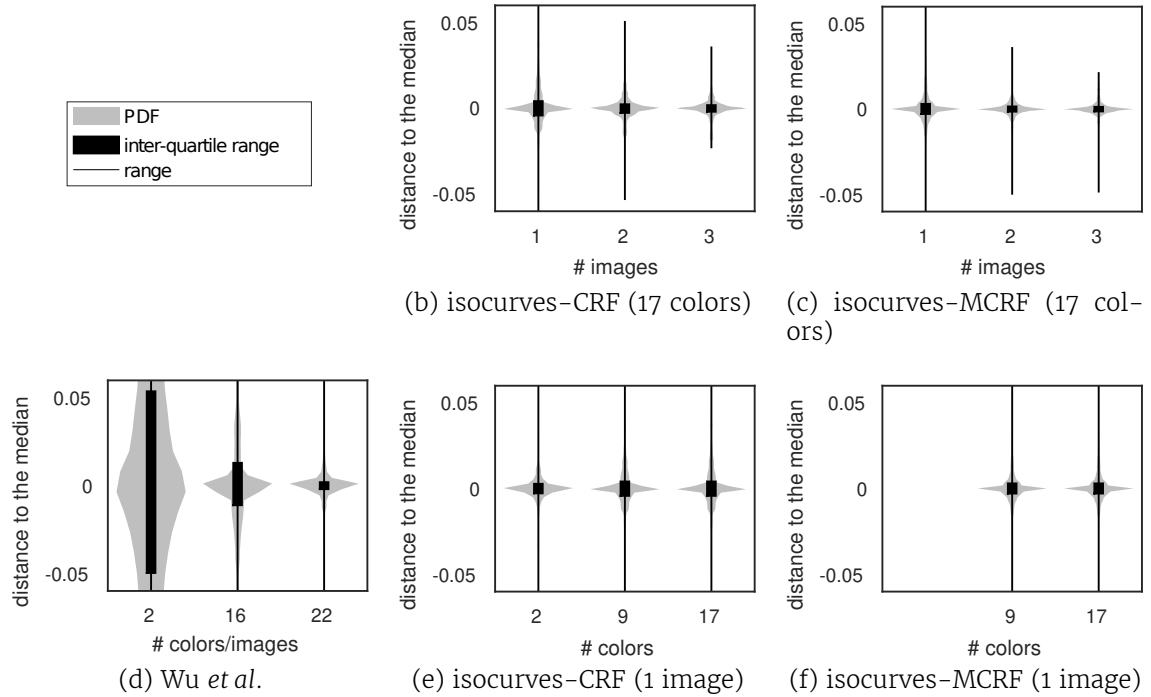 PDF
inter-quartile range
range
distance to the median
0.05
0
-0.05
1 2 3
# images
(b) isocurves-CRF (17 colors)
distance to the median
0.05
0
-0.05
1 2 3
# images
(c) isocurves-MCRF (17 col-
ors)
distance to the median
0.05
0
-0.05
2 16 22
# colors/images
(d) Wu et al.
distance to the median
0.05
0
-0.05
2 9 17
# colors
(e) isocurves-CRF (1 image)
distance to the median
0.05
0
-0.05
9 17
# colors
(f) isocurves-MCRF (1 image)